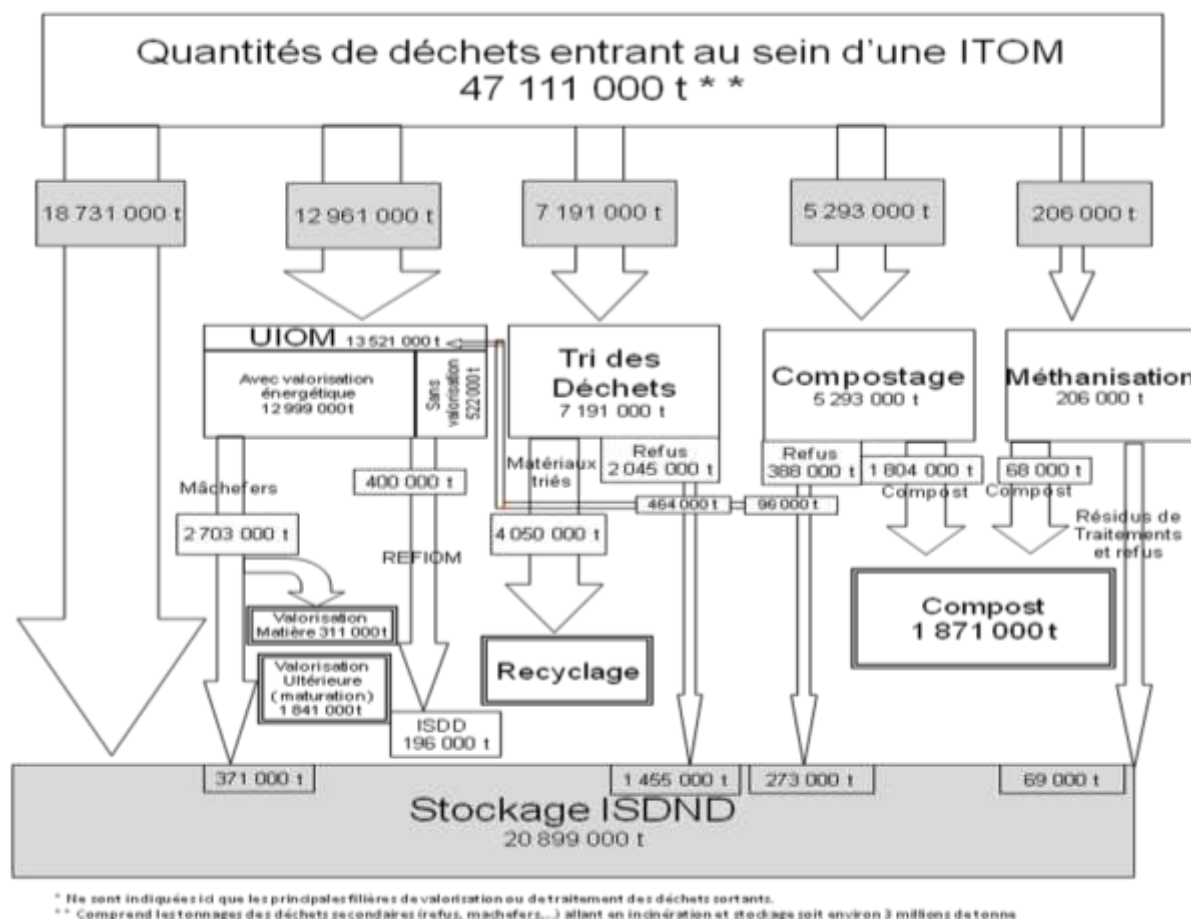 Quantités de déchets entrant au sein d'une ITOM
47 111 000 t * *
18 731 000 t
12 961 000 t
7 191 000 t
5 293 000 t
206 000 t
UIOM 13 521 000 t
Avec valorisation
énergétique
12 999 000 t
Sans
valorisation
522 000 t
Tri des
Déchets
7 191 000 t
Compostage
5 293 000 t
Méthanisation
206 000 t
Mâchefers
2 703 000 t
400 000 t
REFIOM
Matériaux
triés
4 050 000 t
Refus
2 045 000 t
464 000 t
96 000 t
Refus
388 000 t
1 804 000 t
Compost
68 000 t
Compost
Résidus de
Traitements
et refus
Valorisation
Matière 311 000 t
Valorisation
Ultérieure
(maturation)
1 841 000 t
ISDD
196 000 t
Recyclage
Compost
1 871 000 t
371 000 t
1 455 000 t
273 000 t
69 000 t
Stockage ISDND
20 899 000 t
* Ne sont indiquées ici que les principales filières de valorisation ou de traitement des déchets sortants.
* * Comprend les tonnages des déchets secondaires (refus, machefers,...) allant en incinération et stockage soit environ 3 millions de tonne